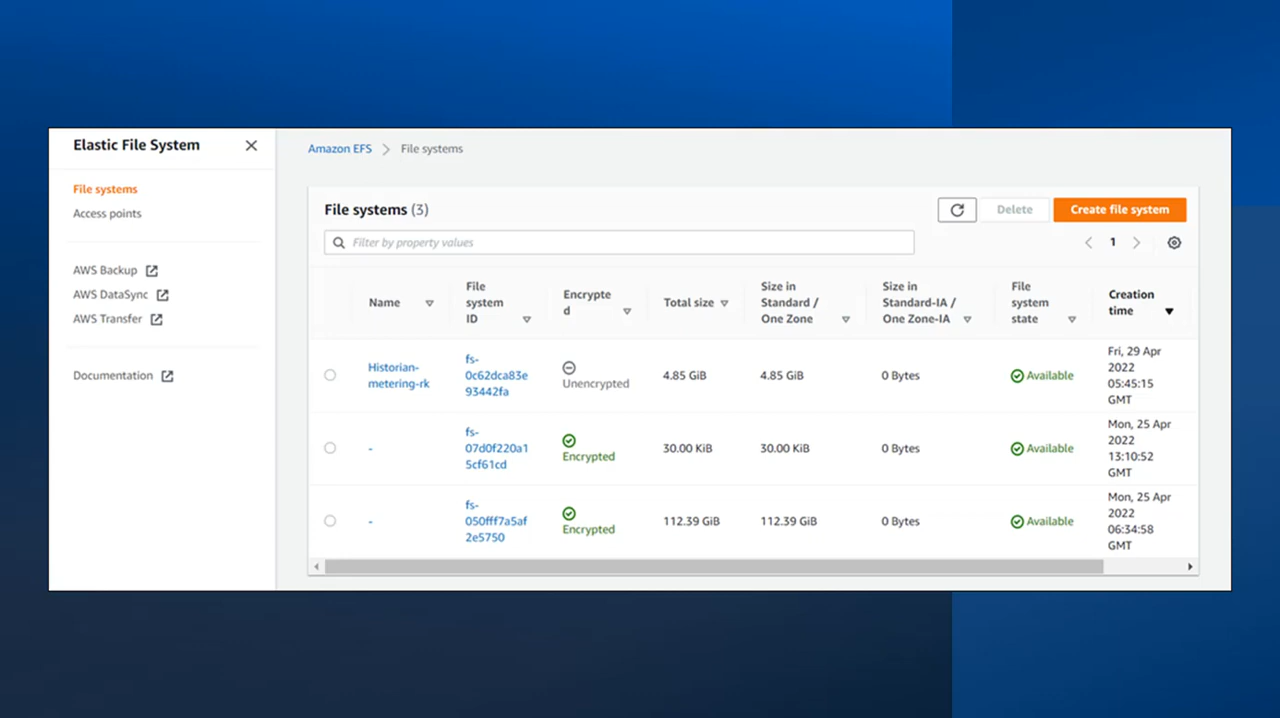 Elastic File System
File systems
Access points
AWS Backup
AWS DataSync
AWS Transfer
Documentation
Amazon EFS > File systems
File systems (3)
Delete
Create file system
Filter by property values
1
Name
File
system
ID
Encrypte
d
Total size
Size in
Standard /
One Zone
Size in
Standard-IA /
One Zone-IA
File
system
state
Creation
time
Historian-
metering-rk
fs-
0c62dca83e
93442fa
Unencrypted
4.85 GiB
4.85 GiB
0 Bytes
Available
Fri, 29 Apr
2022
05:45:15
GMT
-
fs-
07d0f220a1
5cf61cd
Encrypted
30.00 KiB
30.00 KiB
0 Bytes
Available
Mon, 25 Apr
2022
13:10:52
GMT
-
fs-
050fff7a5af
2e5750
Encrypted
112.39 GiB
112.39 GiB
0 Bytes
Available
Mon, 25 Apr
2022
06:34:58
GMT